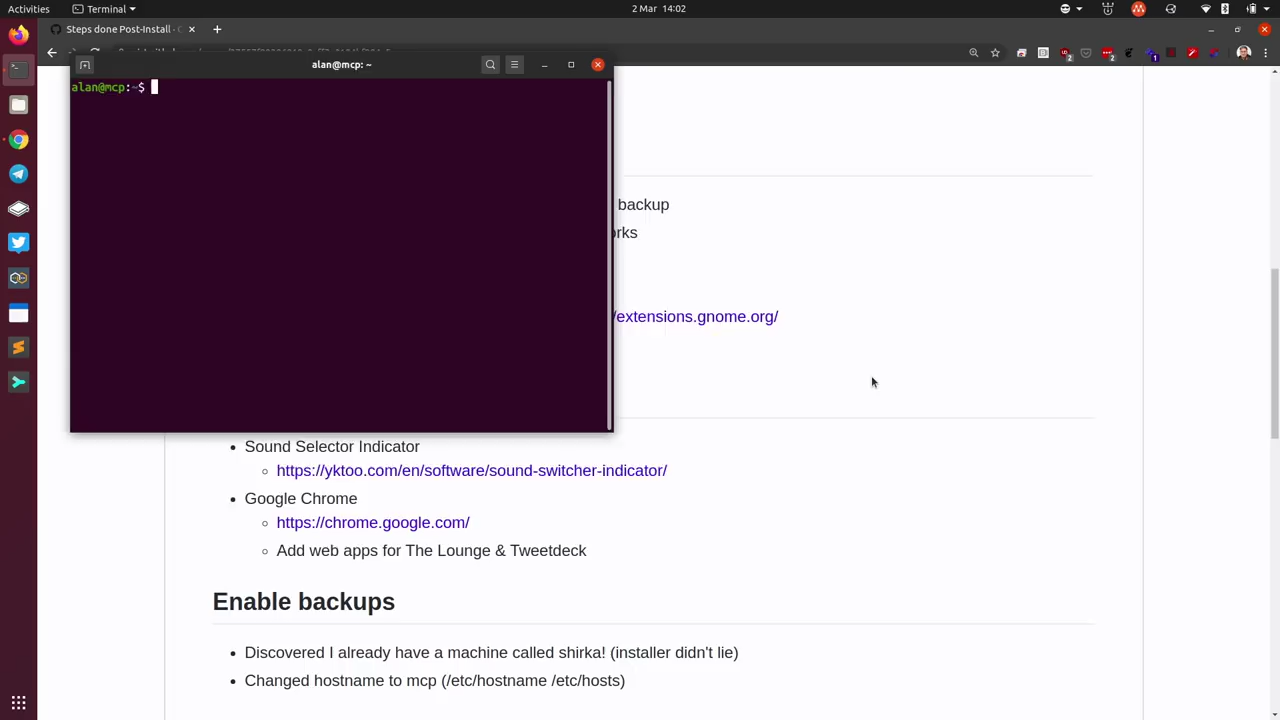 Activities
Terminal
2 Mar 14:02
Steps done Post-Install -
alan@mcp: ~
alan@mcp:~$
backup
orks
/extensions.gnome.org/
Sound Selector Indicator
https://yktoo.com/en/software/sound-switcher-indicator/
Google Chrome
https://chrome.google.com/
Add web apps for The Lounge & Tweetdeck
Enable backups
Discovered I already have a machine called shirka! (installer didn't lie)
Changed hostname to mcp (/etc/hostname /etc/hosts)